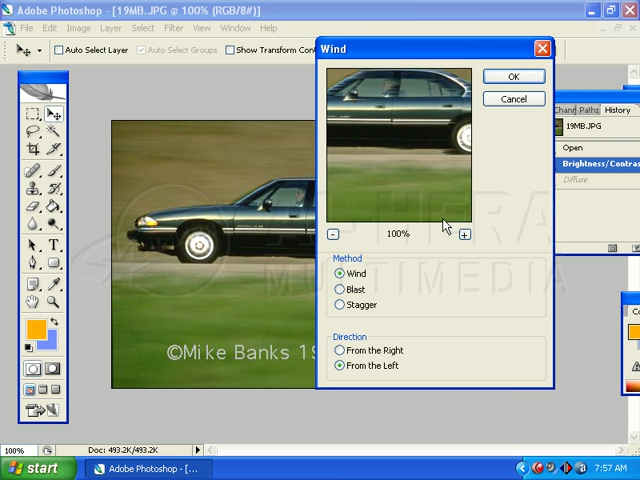 Adobe Photoshop - [19MB.JPG @ 100% (RGB/8#)]
File Edit Image Layer Select Filter View Window Help
Auto Select Layer Auto Select Groups Show Transform Cont
Wind
OK
Cancel
100%
Method
Wind
Blast
Stagger
Direction
From the Right
From the Left
Paths History
19MB.JPG
Open
Brightness/Contras
Diffuse
MULTIMEDIA
©Mike Banks 19
100% Doc: 493.2K/493.2K
start Adobe Photoshop - [... 7:57 AM